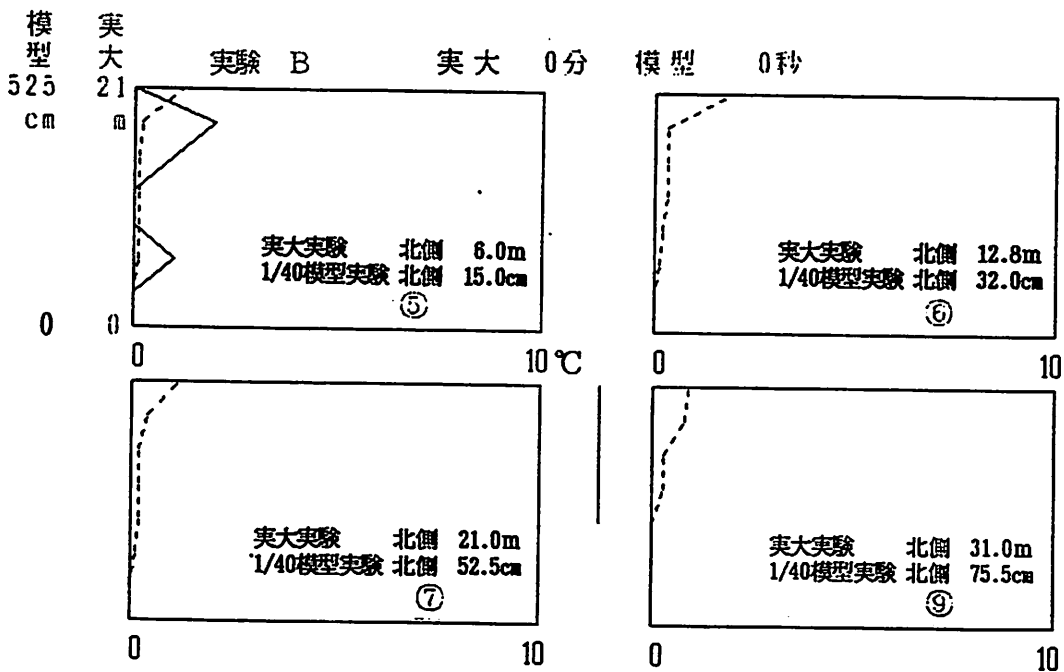 模型 実大
実験 B 実大 0分 模型 0秒
525 21
cm m
実大実験 北側 6.0m
1/40模型実験 北側 15.0cm
⑤
実大実験 北側 12.8m
1/40模型実験 北側 32.0cm
⑥
0 0
0 10℃ 0 10
実大実験 北側 21.0m
1/40模型実験 北側 52.5cm
⑦
実大実験 北側 31.0m
1/40模型実験 北側 75.5cm
⑨
0 10 0 10